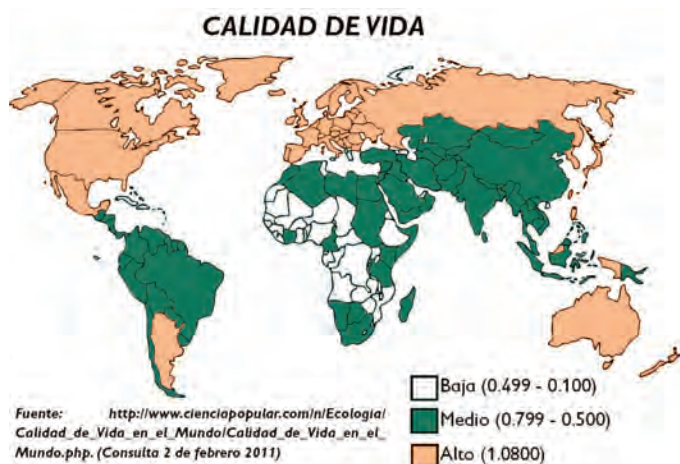 CALIDAD DE VIDA
Baja (0.499 - 0.100)
Medio (0.799 - 0.500)
Alto (1.0800)
Fuente: http://www.cienciapopular.com/n/Ecologia/
Calidad_de_Vida_en_el_Mundo/Calidad_de_Vida_en_el_
Mundo.php. (Consulta 2 de febrero 2011)